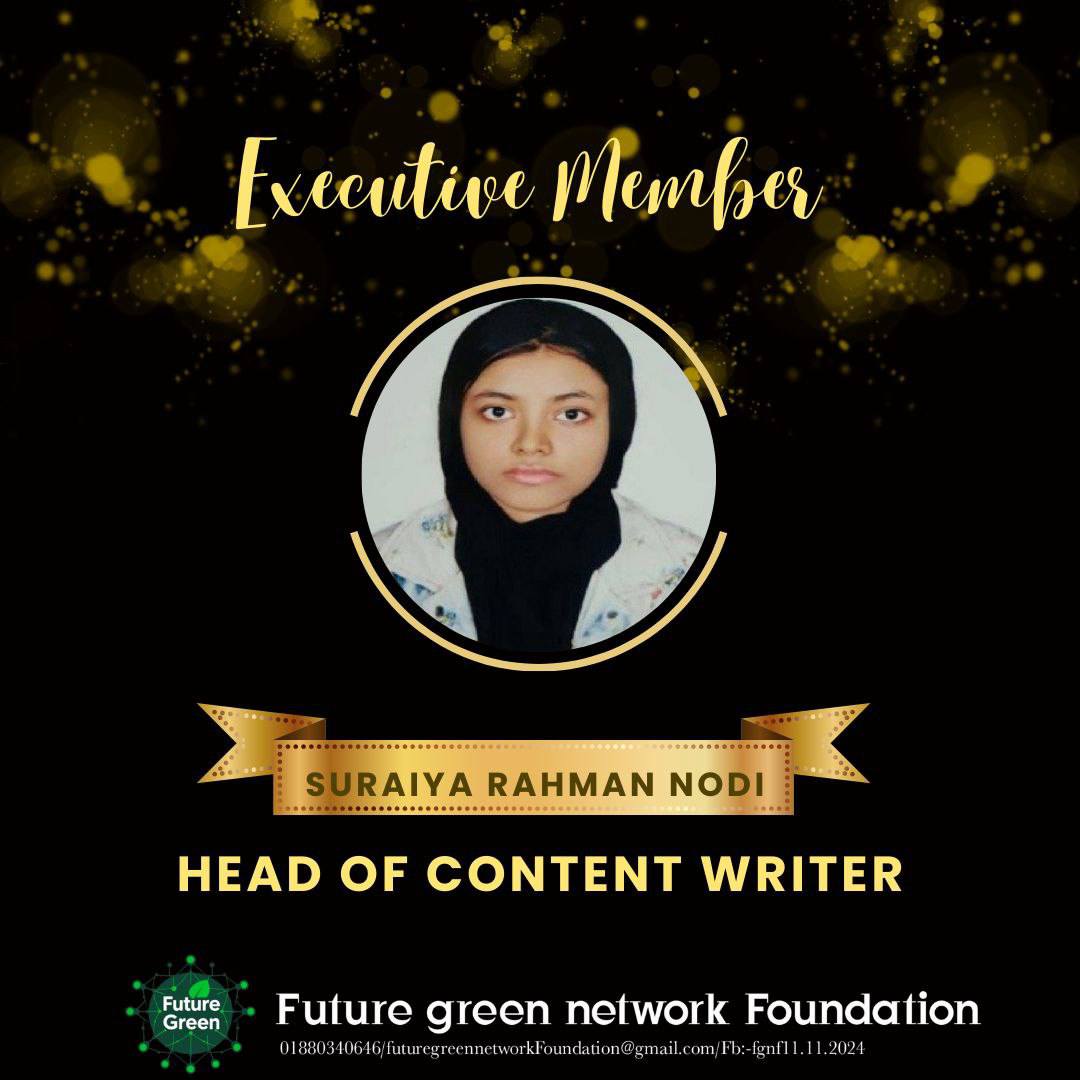 Executive Member
SURAIYA RAHMAN NODI
HEAD OF CONTENT WRITER
Future
Green
Future green network Foundation
01880340646/futuregreennetworkFoundation@gmail.com/Fb:-fgnf11.11.2024